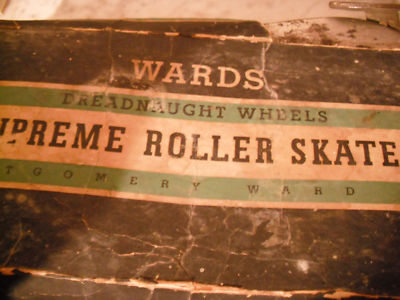 WARDS
DREADNAUGHT WHEELS
UPREME ROLLER SKATE
TGOMERY WARD